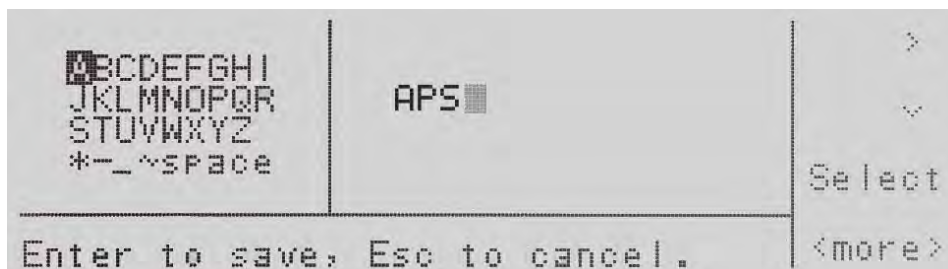 ABCDEFGHI
JKLMNOPQR
STUVWXYZ
*-_~space
APS
>
⌄
Select
Enter to save, Esc to cancel.
<more>